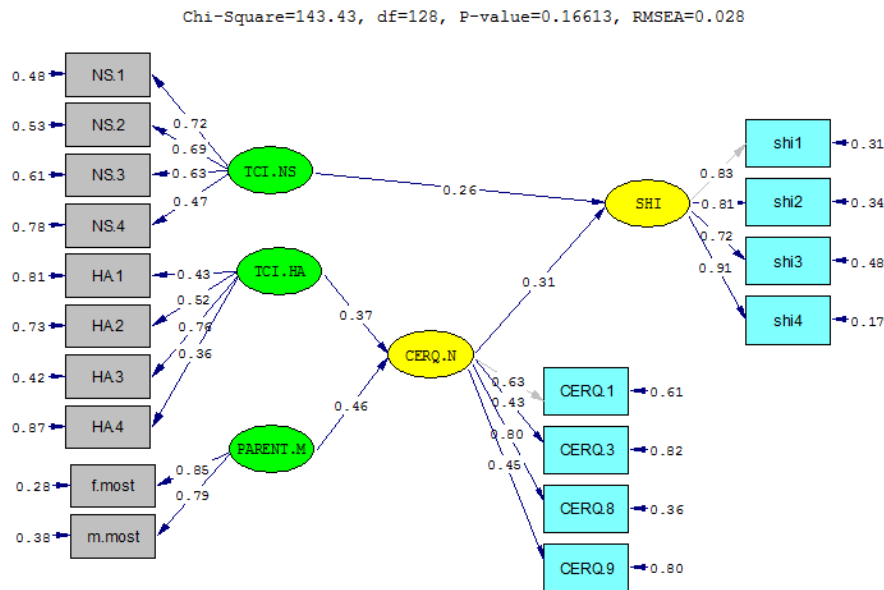 Chi-Square=143.43, df=128, P-value=0.16613, RMSEA=0.028
0.48 NS.1
0.53 NS.2
0.61 NS.3
0.78 NS.4
0.81 HA.1
0.73 HA.2
0.42 HA.3
0.87 HA.4
0.28 f.most
0.38 m.most
0.72
0.69
0.63
0.47
0.43
0.52
0.76
0.36
0.85
0.79
TCI.NS
TCI.HA
PARENT.M
0.26
0.37
0.46
CERQ.N
0.31
SHI
0.83
0.81
0.72
0.91
shi1 0.31
shi2 0.34
shi3 0.48
shi4 0.17
0.63
0.43
0.80
0.45
CERQ.1 0.61
CERQ.3 0.82
CERQ.8 0.36
CERQ.9 0.80